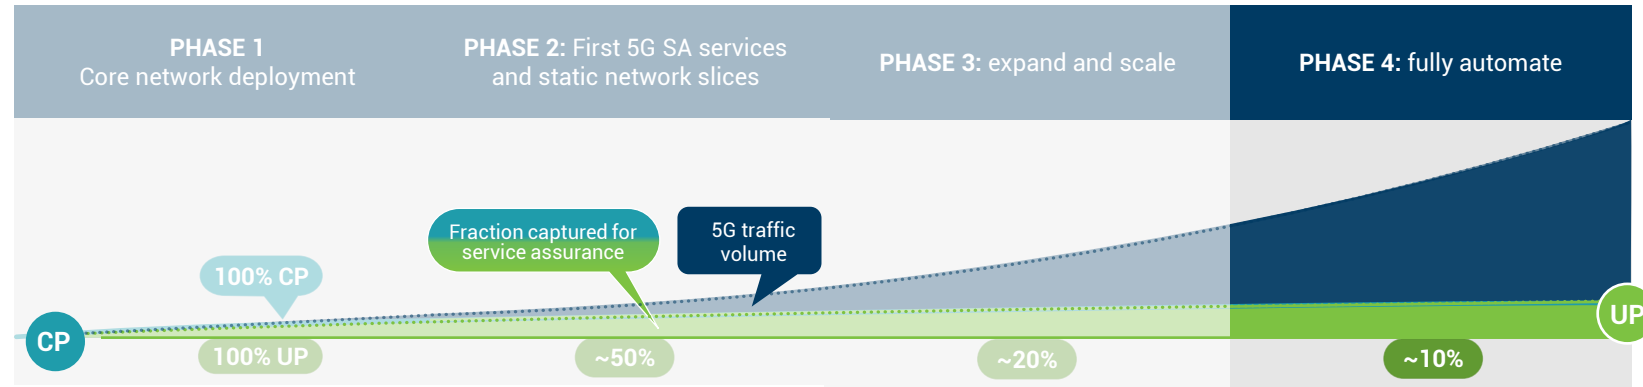 PHASE 1
Core network deployment
PHASE 2: First 5G SA services
and static network slices
PHASE 3: expand and scale
PHASE 4: fully automate
Fraction captured for
service assurance
5G traffic
volume
100% CP
CP
UP
100% UP
~50%
~20%
~10%